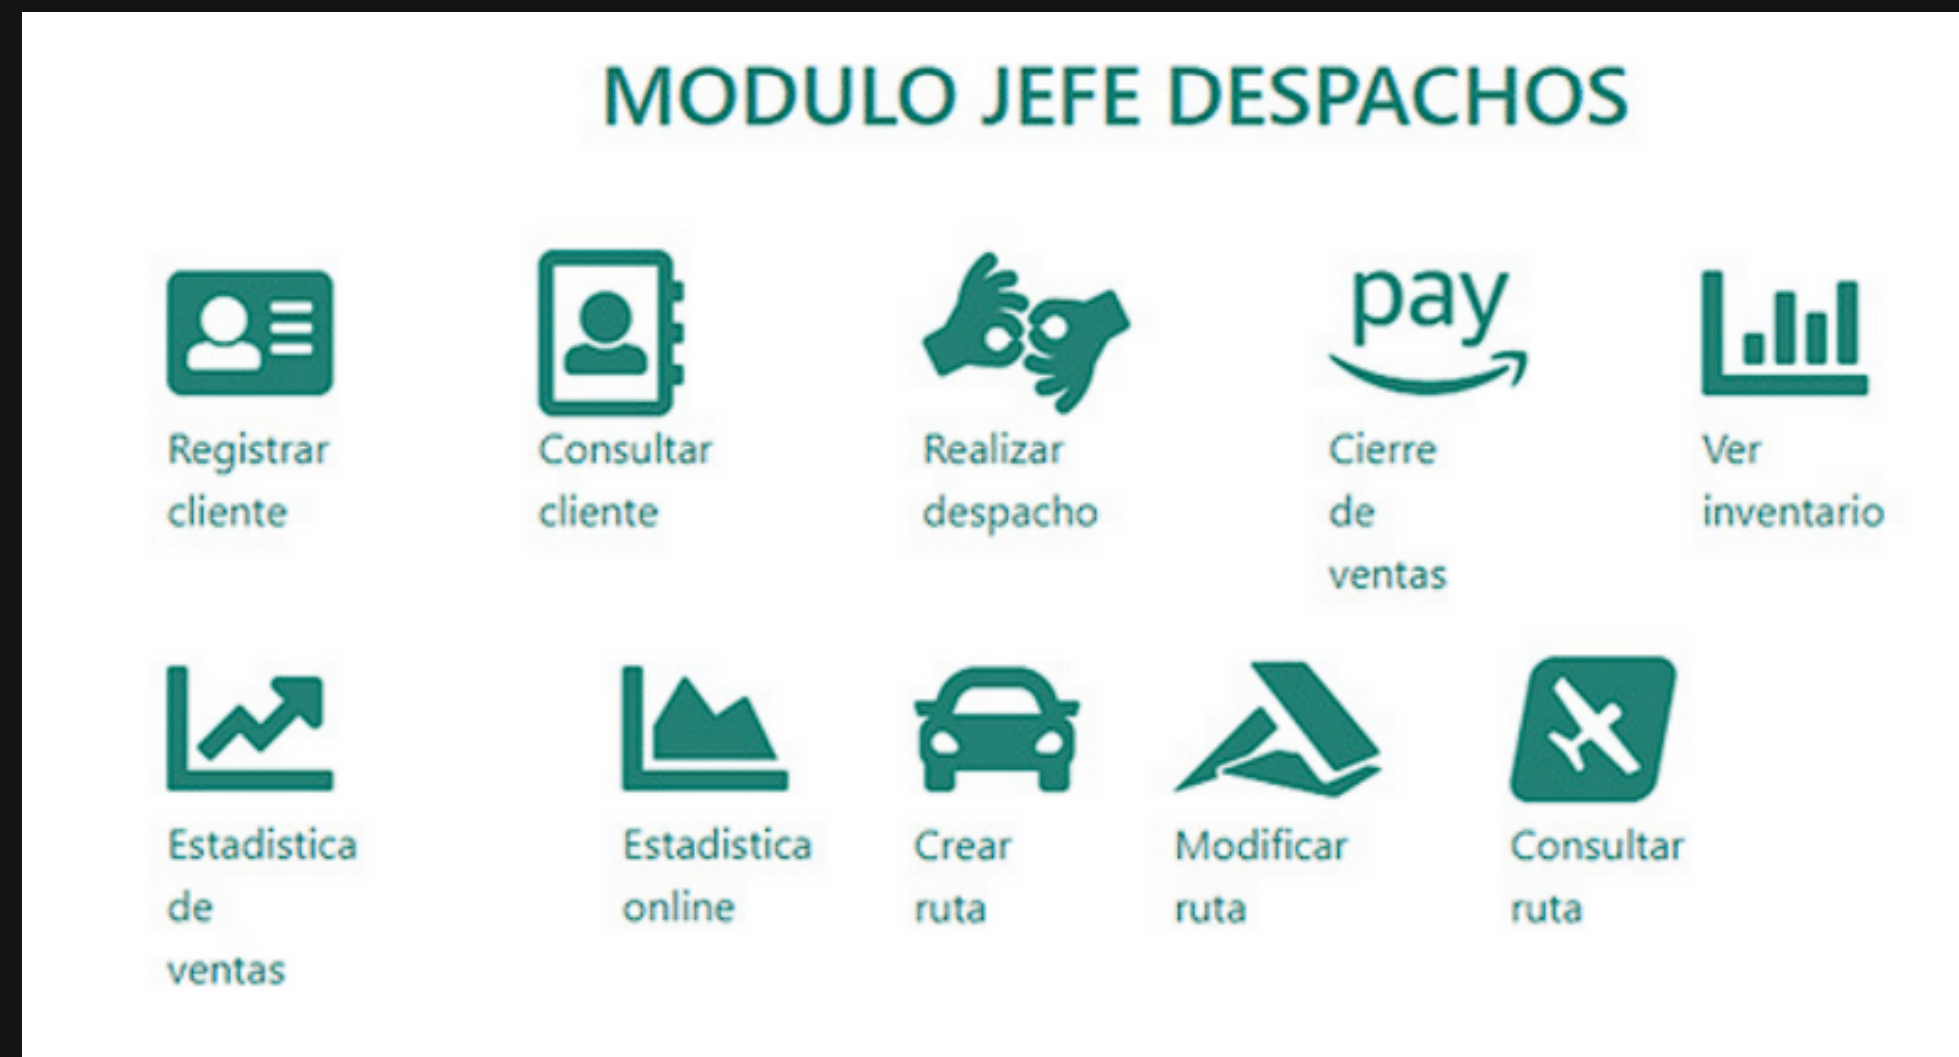 MODULO JEFE DESPACHOS
pay
Registrar
cliente
Consultar
cliente
Realizar
despacho
Cierre
de
ventas
Ver
inventario
Estadistica
de
ventas
Estadistica
online
Crear
ruta
Modificar
ruta
Consultar
ruta